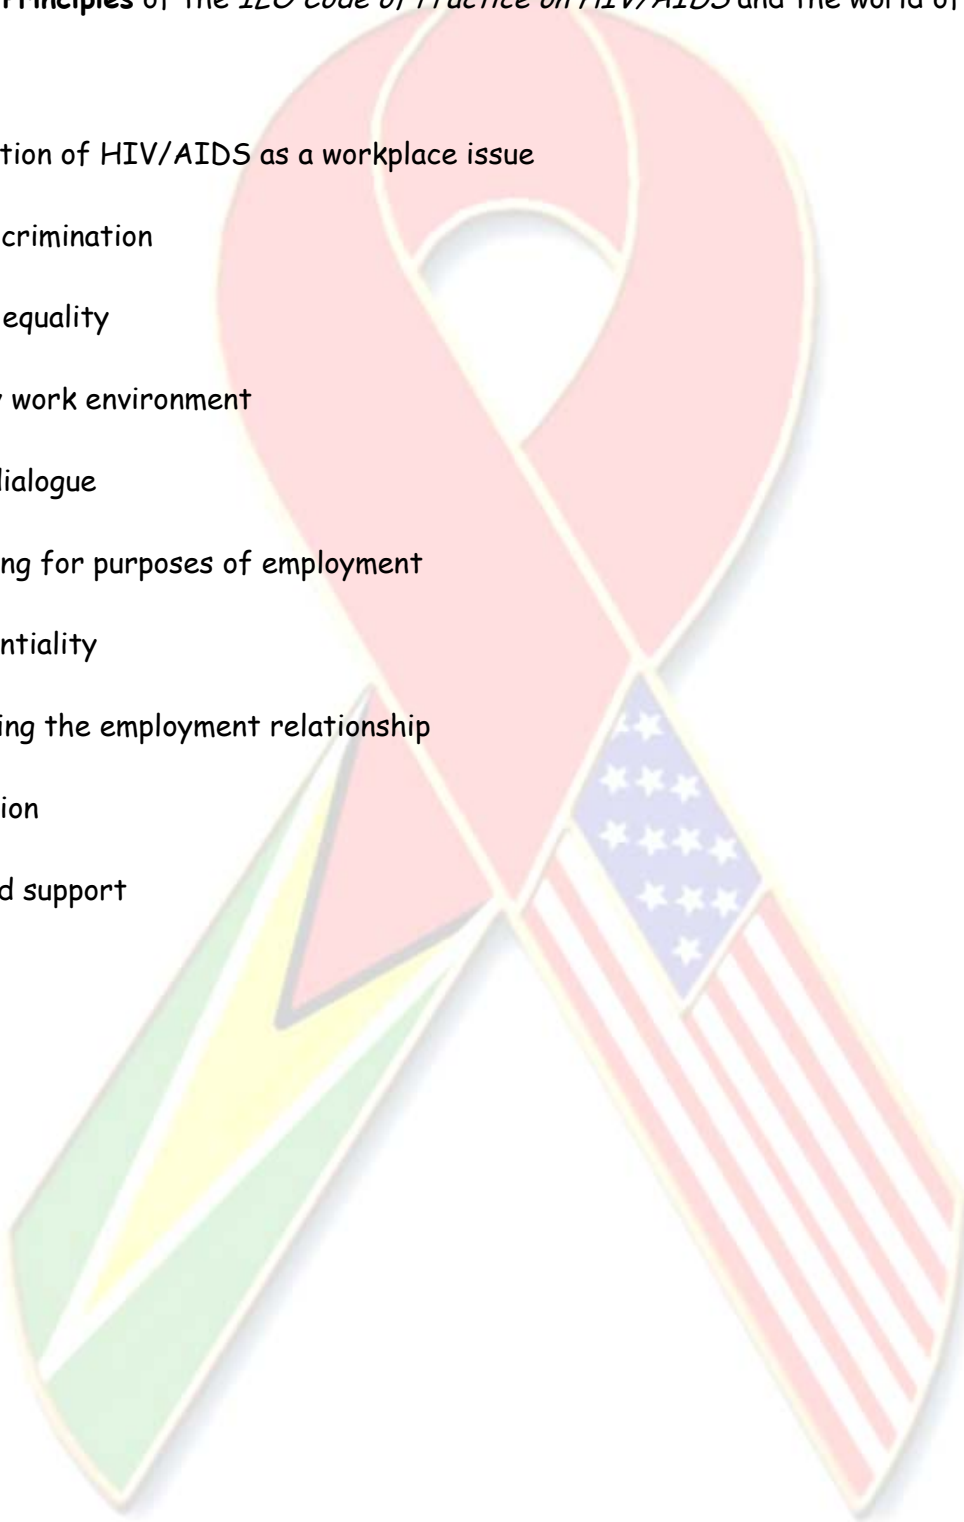 Principles of the ILO Code of Practice on HIV/AIDS and the world of
tion of HIV/AIDS as a workplace issue
crimination
equality
work environment
dialogue
ng for purposes of employment
ntiality
ing the employment relationship
ion
d support